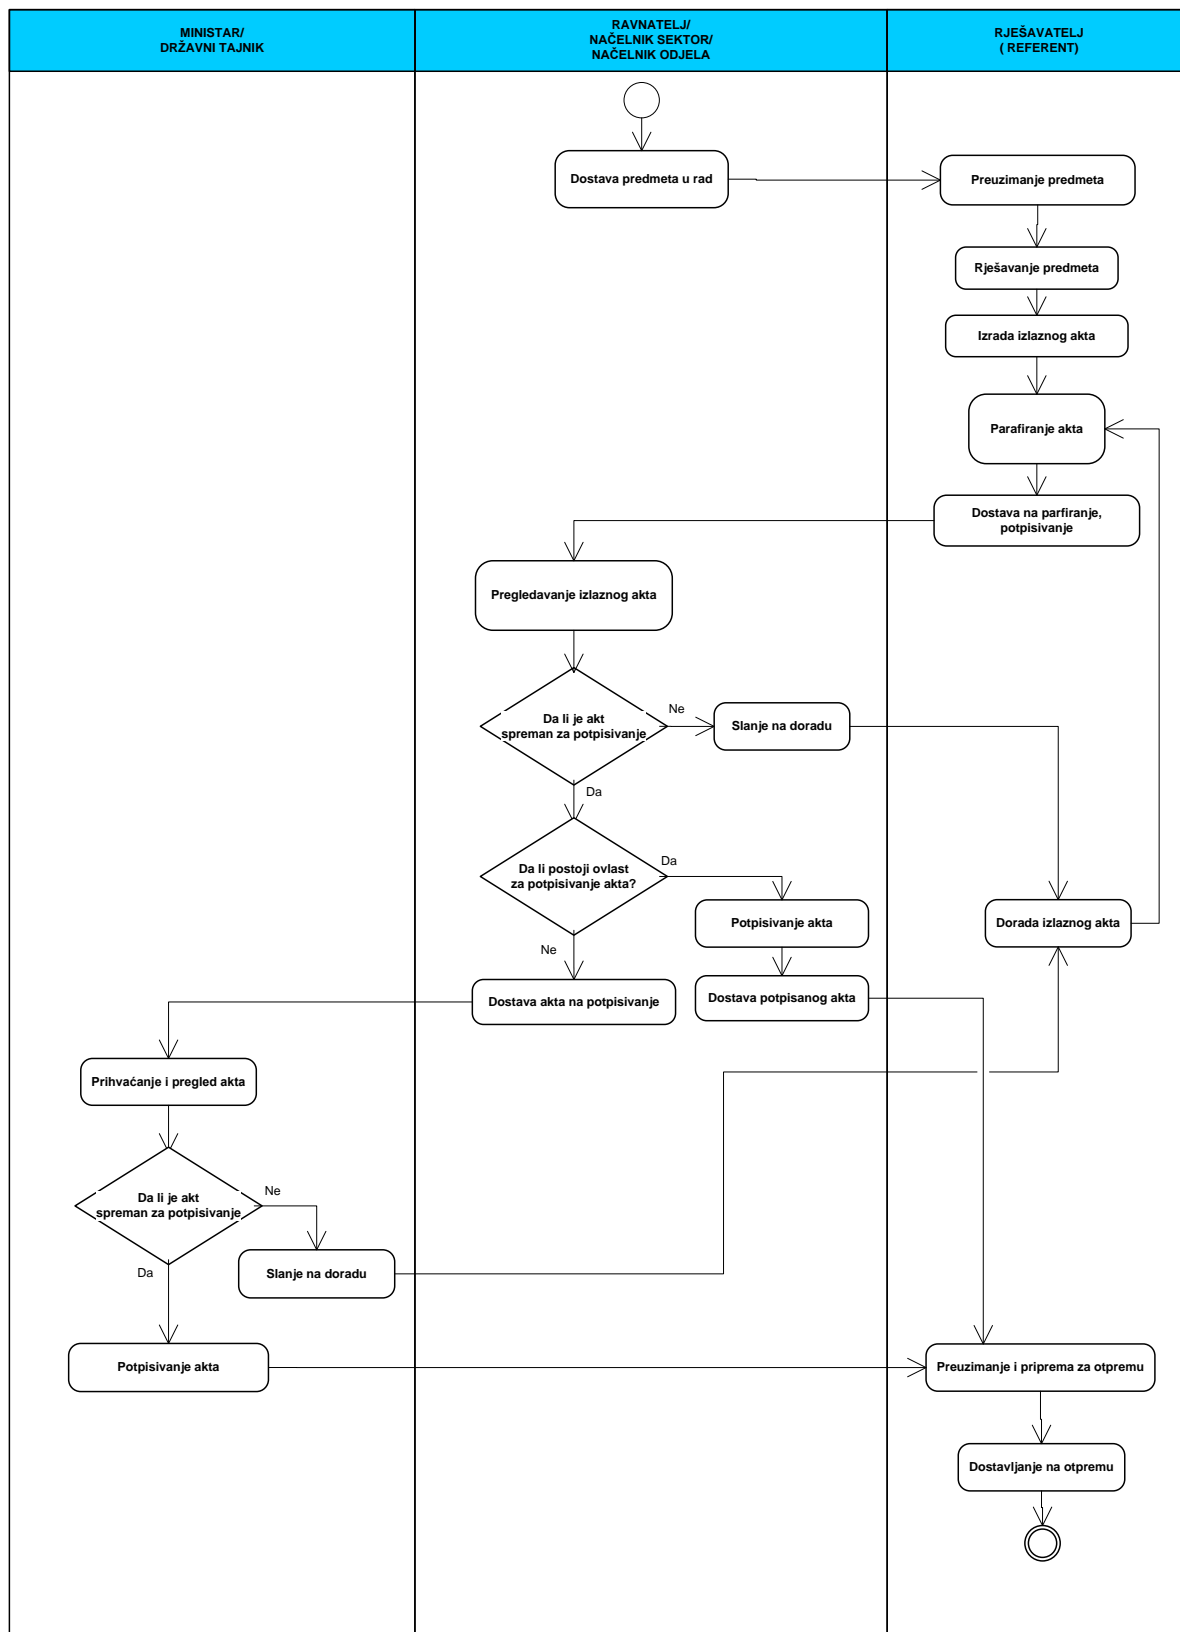 MINISTAR/
DRŽAVNI TAJNIK
RAVNATELJ/
NAČELNIK SEKTOR/
NAČELNIK ODJELA
RJEŠAVATELJ
( REFERENT)
Dostava predmeta u rad
Preuzimanje predmeta
Rješavanje predmeta
Izrada izlaznog akta
Parafiranje akta
Dostava na parfiranje,
potpisivanje
Pregledavanje izlaznog akta
Da li je akt
spreman za potpisivanje
Ne
Slanje na doradu
Da
Da li postoji ovlast
za potpisivanje akta?
Da
Potpisivanje akta
Dorada izlaznog akta
Ne
Dostava akta na potpisivanje
Dostava potpisanog akta
Prihvaćanje i pregled akta
Da li je akt
spreman za potpisivanje
Ne
Slanje na doradu
Da
Potpisivanje akta
Preuzimanje i priprema za otpremu
Dostavljanje na otpremu